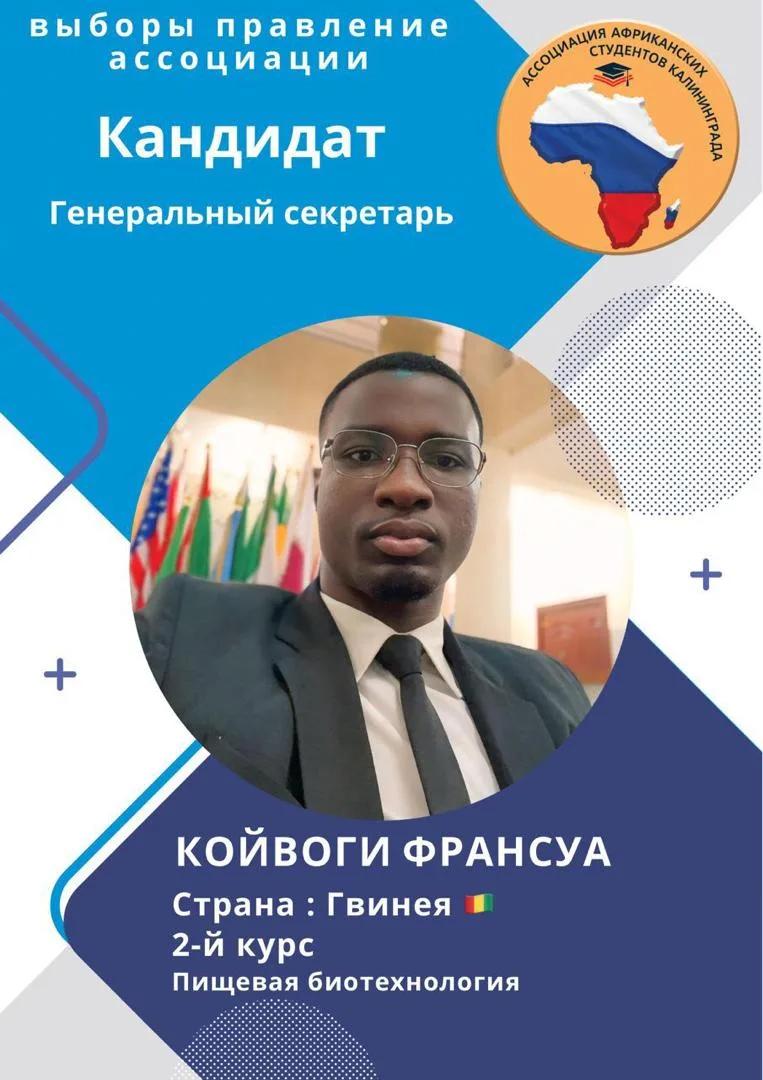 выборы правление
ассоциации
Кандидат
Генеральный секретарь
АССОЦИАЦИЯ АФРИКАНСКИХ
СТУДЕНТОВ КАЛИНИНГРАДА
КОЙВОГИ ФРАНСУА
Страна : Гвинея 🇬🇳
2-й курс
Пищевая биотехнология